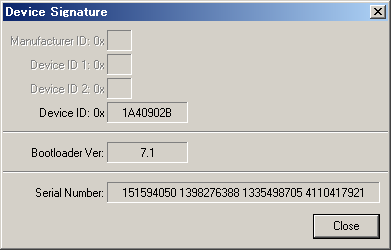 Device Signature
Manufacturer ID: 0x
Device ID 1: 0x
Device ID 2: 0x
Device ID: 0x 1A40902B
Bootloader Ver: 7.1
Serial Number: 151594050 1398276388 1335498705 4110417921
Close